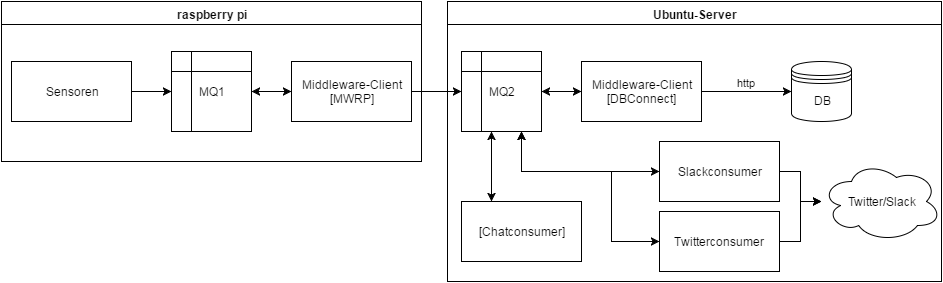 raspberry pi
Sensoren
MQ1
Middleware-Client
[MWRP]
Ubuntu-Server
MQ2
Middleware-Client
[DBConnect]
http
DB
Slackconsumer
[Chatconsumer]
Twitterconsumer
Twitter/Slack